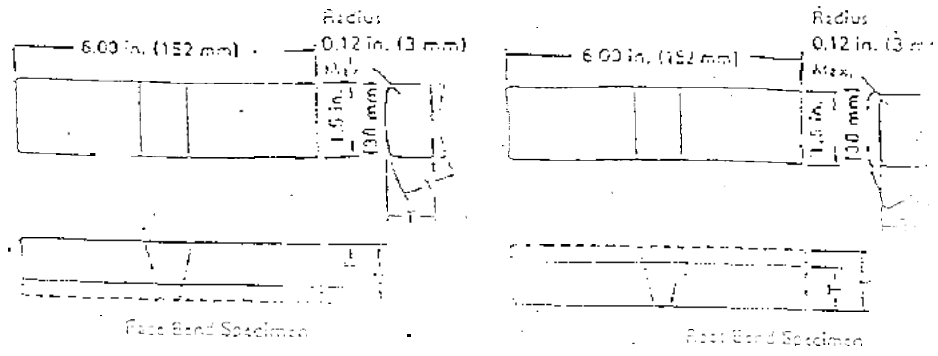 Radius
6.00 in. (152 mm)
0.12 in. (3 mm)
Max.
1.5 in.
(38 mm)
T
Face Bend Specimen
Radius
6.00 in. (152 mm)
0.12 in. (3 m
Max.
1.5 in.
(38 mm)
T
Root Bend Specimen